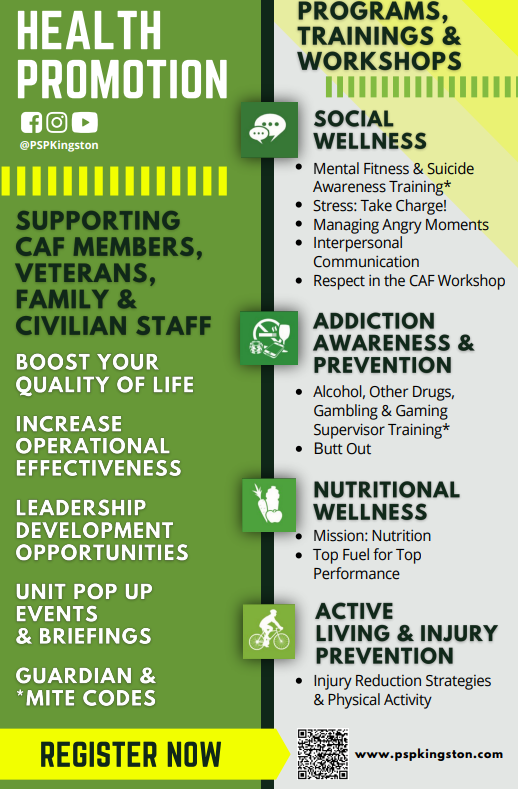 HEALTH
PROMOTION
@PSPKingston
SUPPORTING
CAF MEMBERS,
VETERANS,
FAMILY &
CIVILIAN STAFF
BOOST YOUR
QUALITY OF LIFE
INCREASE
OPERATIONAL
EFFECTIVENESS
LEADERSHIP
DEVELOPMENT
OPPORTUNITIES
UNIT POP UP
EVENTS
& BRIEFINGS
GUARDIAN &
*MITE CODES
PROGRAMS,
TRAININGS &
WORKSHOPS
SOCIAL
WELLNESS
• Mental Fitness & Suicide
Awareness Training*
• Stress: Take Charge!
• Managing Angry Moments
• Interpersonal
Communication
• Respect in the CAF Workshop
ADDICTION
AWARENESS &
PREVENTION
• Alcohol, Other Drugs,
Gambling & Gaming
Supervisor Training*
• Butt Out
NUTRITIONAL
WELLNESS
• Mission: Nutrition
• Top Fuel for Top
Performance
ACTIVE
LIVING & INJURY
PREVENTION
• Injury Reduction Strategies
& Physical Activity
REGISTER NOW
www.pspkingston.com